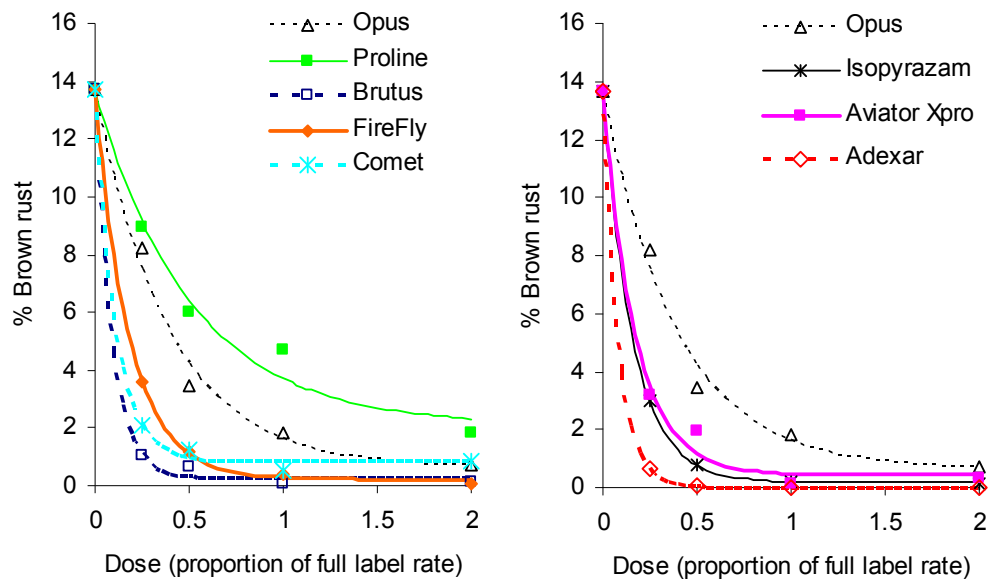 16
14
12
10
8
6
4
2
0
% Brown rust
Opus
Proline
Brutus
FireFly
Comet
0 0.5 1 1.5 2
Dose (proportion of full label rate)
16
14
12
10
8
6
4
2
0
% Brown rust
Opus
Isopyrazam
Aviator Xpro
Adexar
0 0.5 1 1.5 2
Dose (proportion of full label rate)